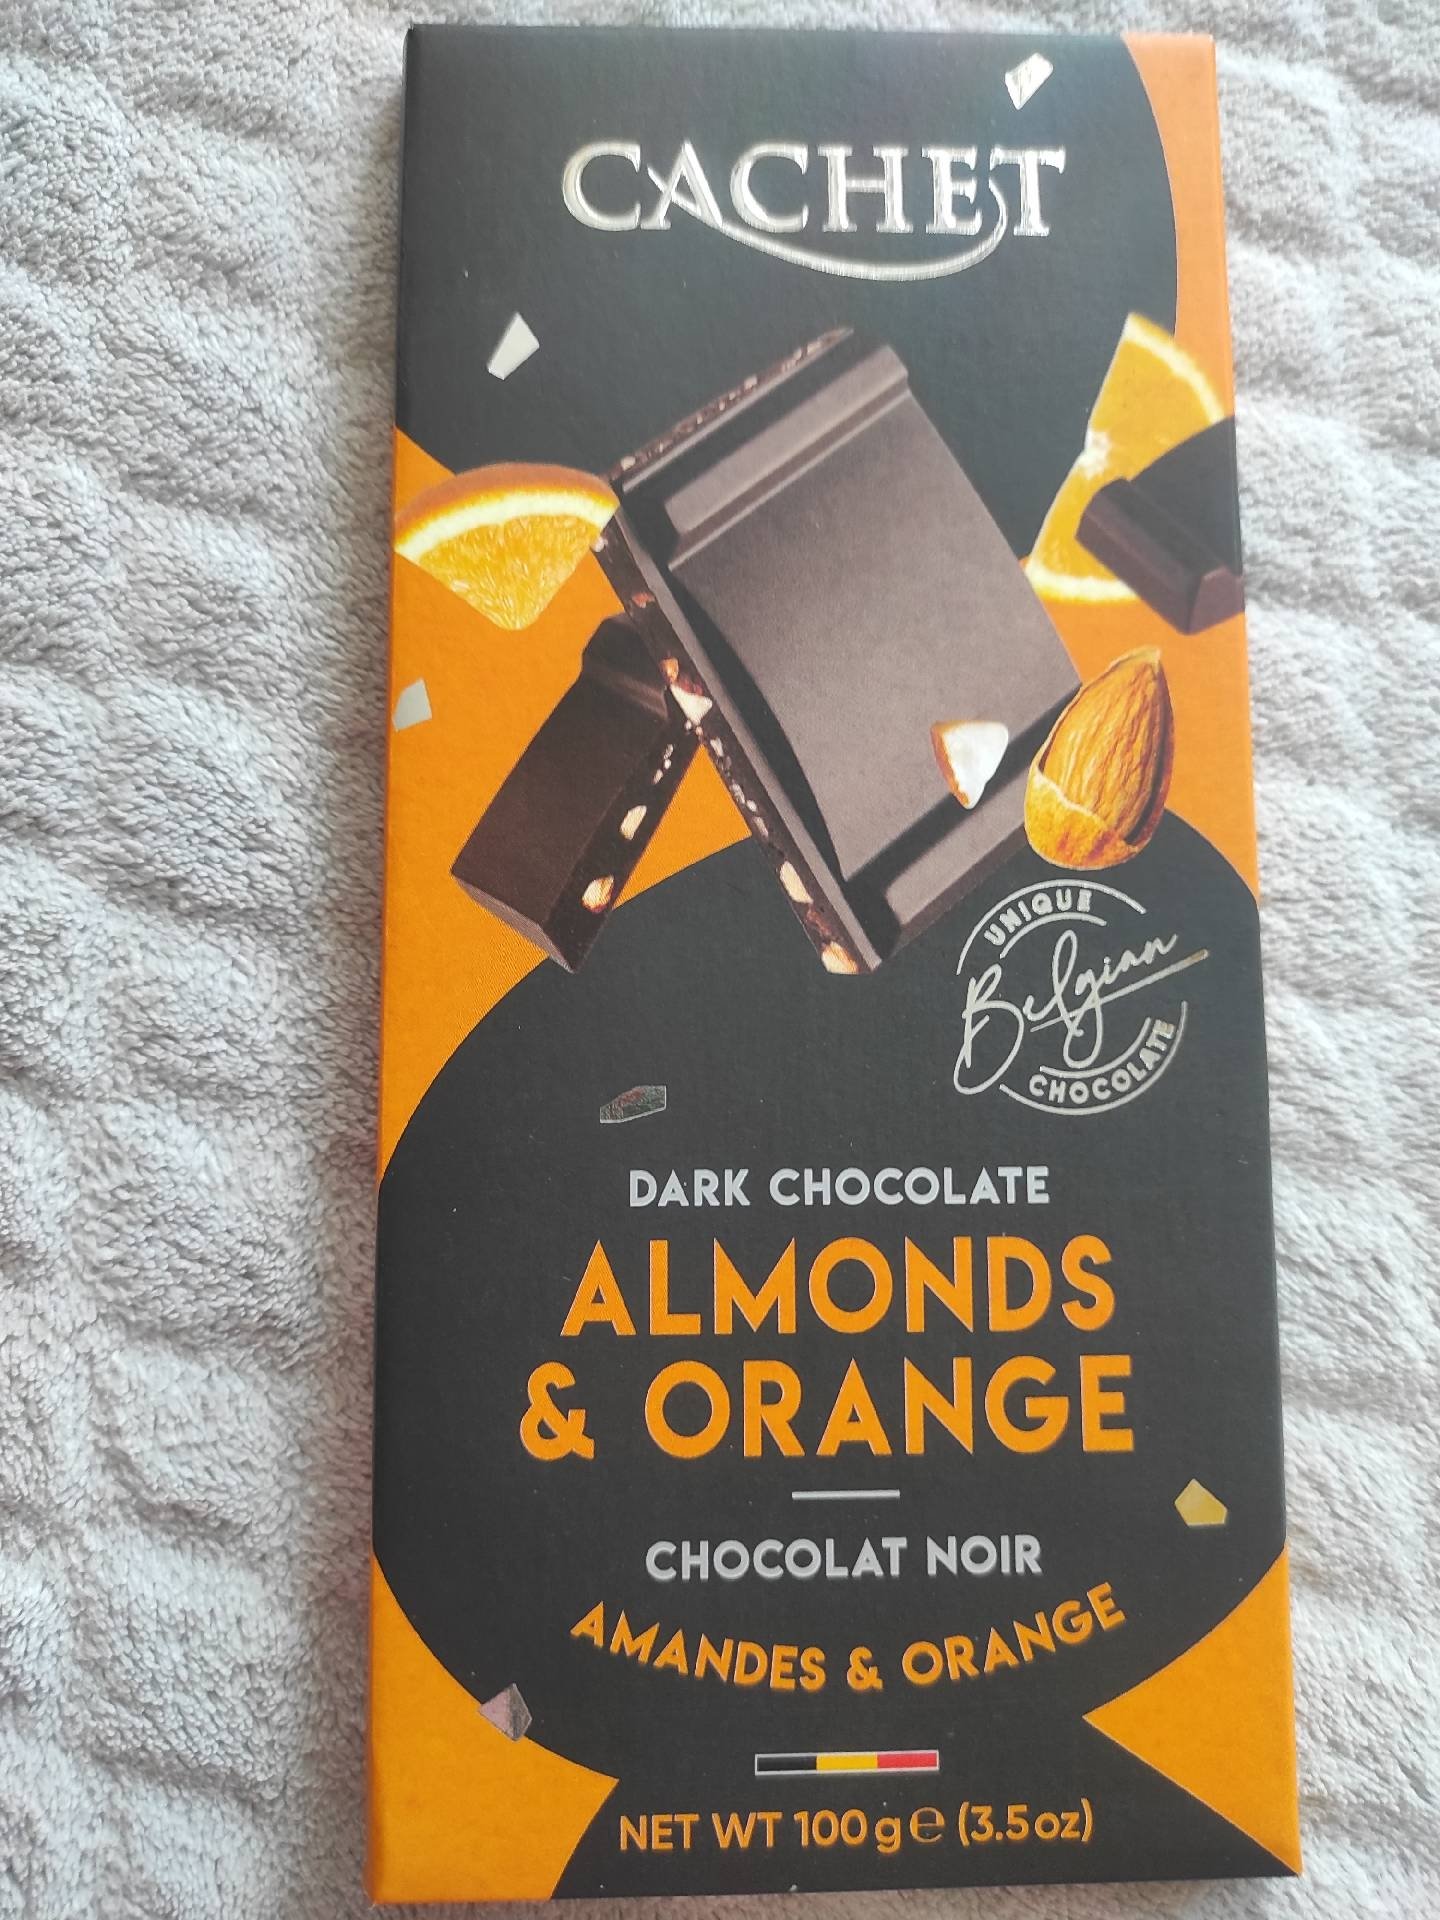 CACHET
UNIQUE
Belgian
CHOCOLATE
DARK CHOCOLATE
ALMONDS
& ORANGE
CHOCOLAT NOIR
AMANDES & ORANGE
NET WT 100g℮ (3.5oz)